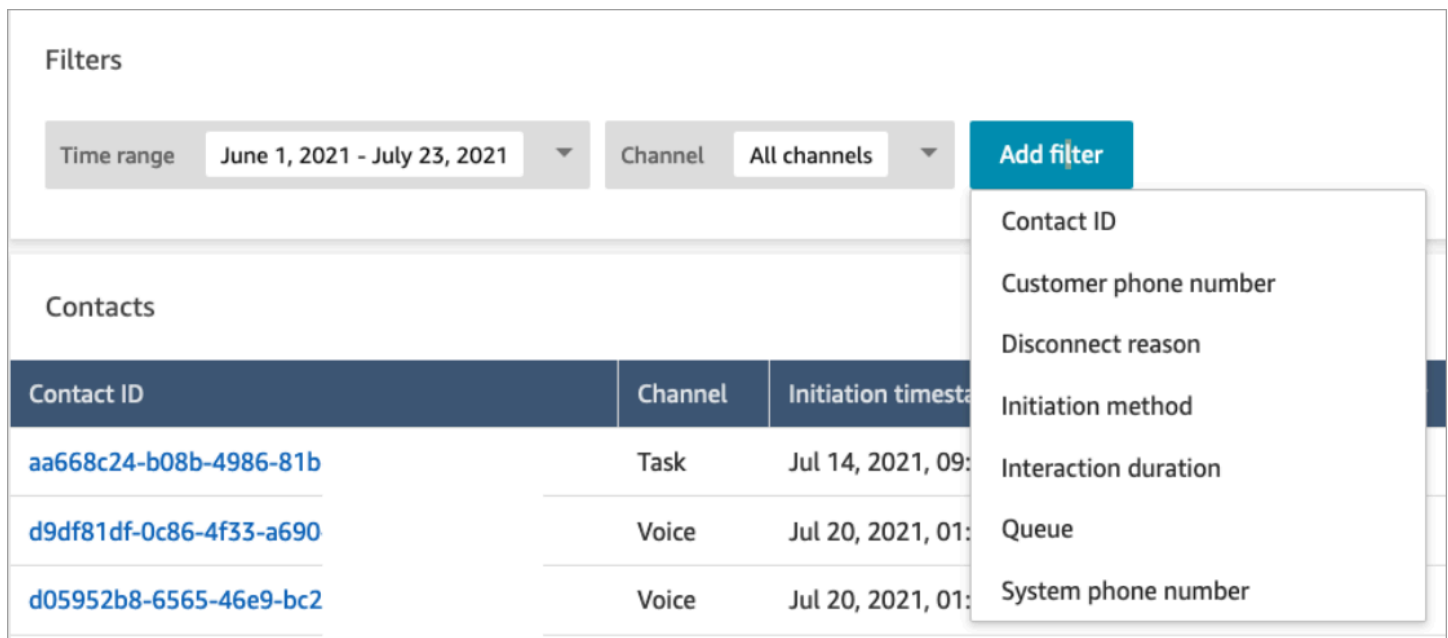 Filters
Time range June 1, 2021 - July 23, 2021 Channel All channels Add filter
Contact ID
Customer phone number
Disconnect reason
Initiation method
Interaction duration
Queue
System phone number
Contacts
Contact ID Channel Initiation
aa668c24-b08b-4986-81b Task Jul 14, 2021, 09:
d9df81df-0c86-4f33-a690 Voice Jul 20, 2021, 01:
d05952b8-6565-46e9-bc2 Voice Jul 20, 2021, 01: